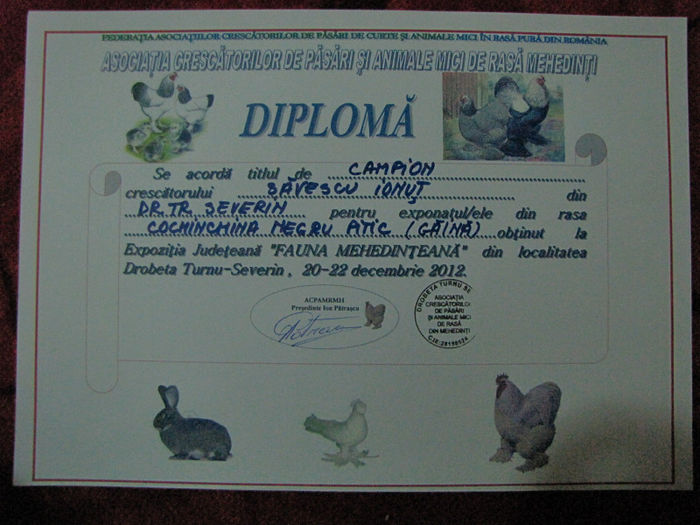 FEDERAȚIA ASOCIAȚIILOR CRESCĂTORILOR DE PĂSĂRI DE CURTE ȘI ANIMALE MICI ÎN RASĂ PURĂ DIN ROMÂNIA
ASOCIAȚIA CRESCĂTORILOR DE PĂSĂRI ȘI ANIMALE MICI DE RASĂ MEHEDINȚI
DIPLOMĂ
Se acordă titlul de CAMPION
crescătorului SĂVESCU IONUȚ din
DR.TR. SEVERIN pentru exponatul/ele din rasa
COCHINCHINA NEGRU PITIC (GĂINĂ) obținut la
Expoziția Județeană "FAUNA MEHEDINȚEANĂ" din localitatea
Drobeta Turnu-Severin , 20-22 decembrie 2012.
ACPAMRMH
Președinte Ion Pătrașcu
DROBETA TURNU SE
ASOCIAȚIA
CRESCĂTORILOR
DE PĂSĂRI
ȘI ANIMALE MICI
DE RASĂ
DIN MEHEDINȚI